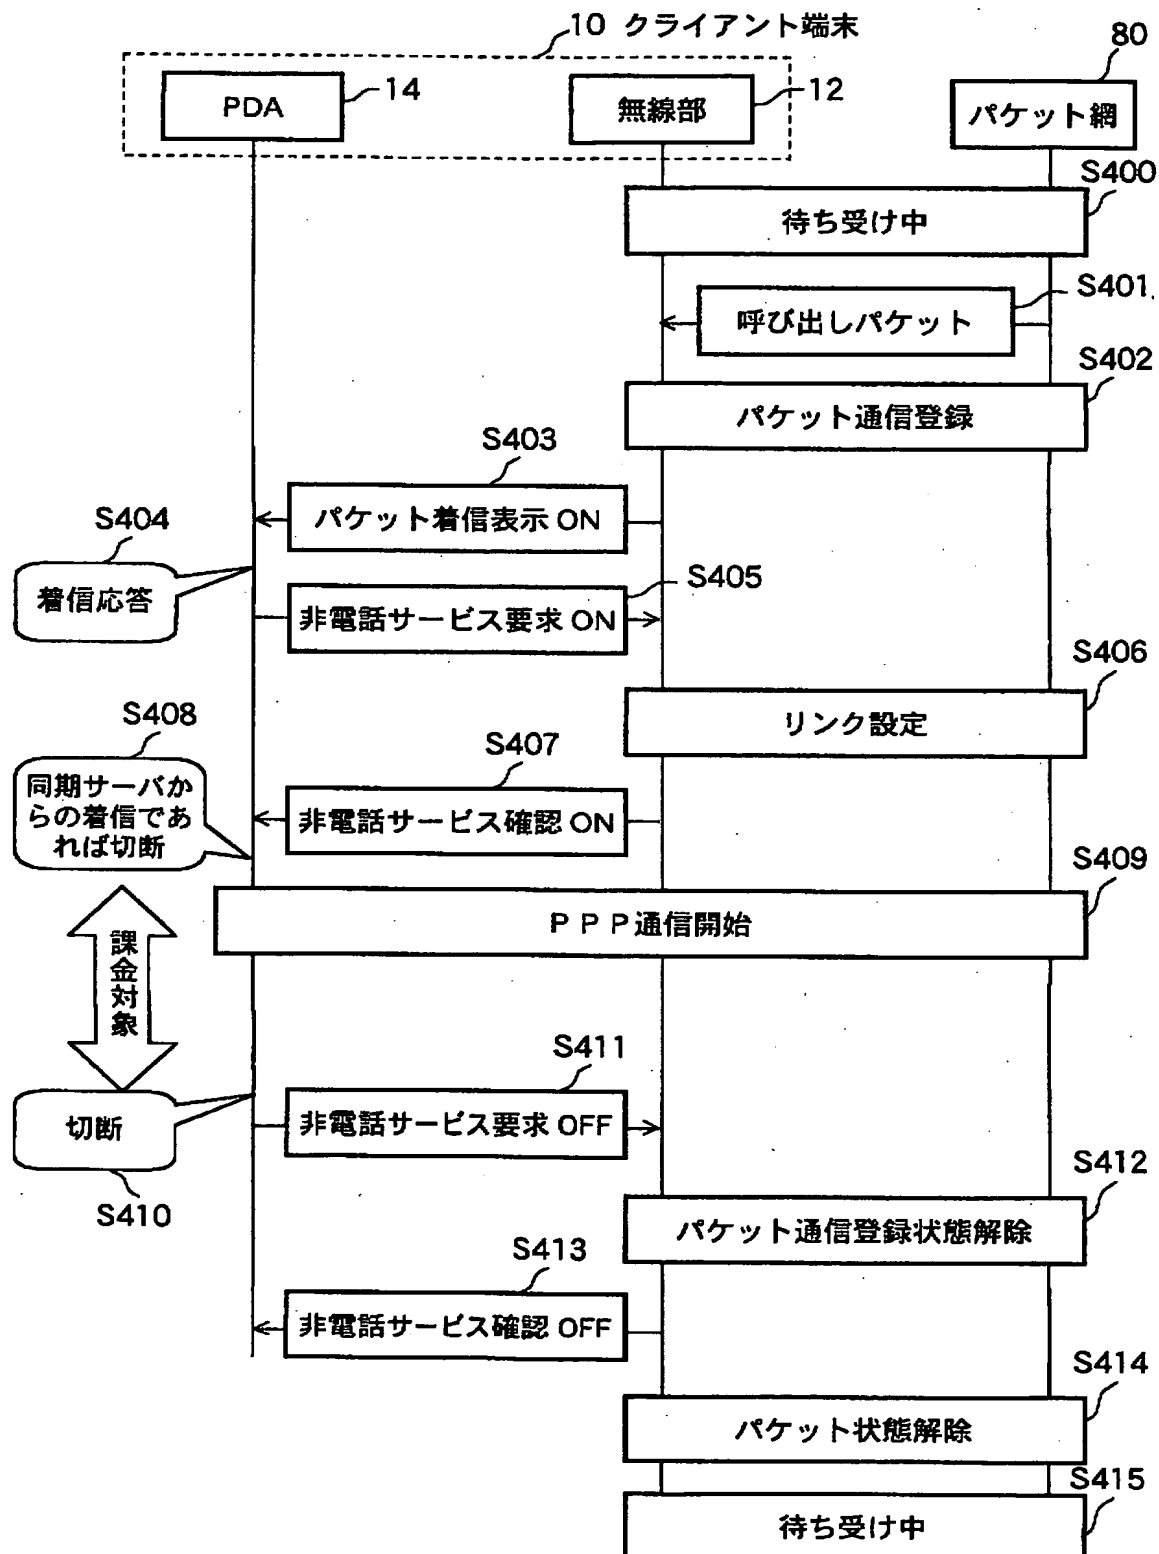 10 クライアント端末
80
PDA
14
無線部
12
パケット網
S400
待ち受け中
S401
呼び出しパケット
S402
パケット通信登録
S403
パケット着信表示 ON
S404
着信応答
S405
非電話サービス要求 ON
S406
リンク設定
S407
非電話サービス確認 ON
S408
同期サーバか
らの着信であ
れば切断
S409
ＰＰＰ通信開始
課金対象
S410
切断
S411
非電話サービス要求 OFF
S412
パケット通信登録状態解除
S413
非電話サービス確認 OFF
S414
パケット状態解除
S415
待ち受け中